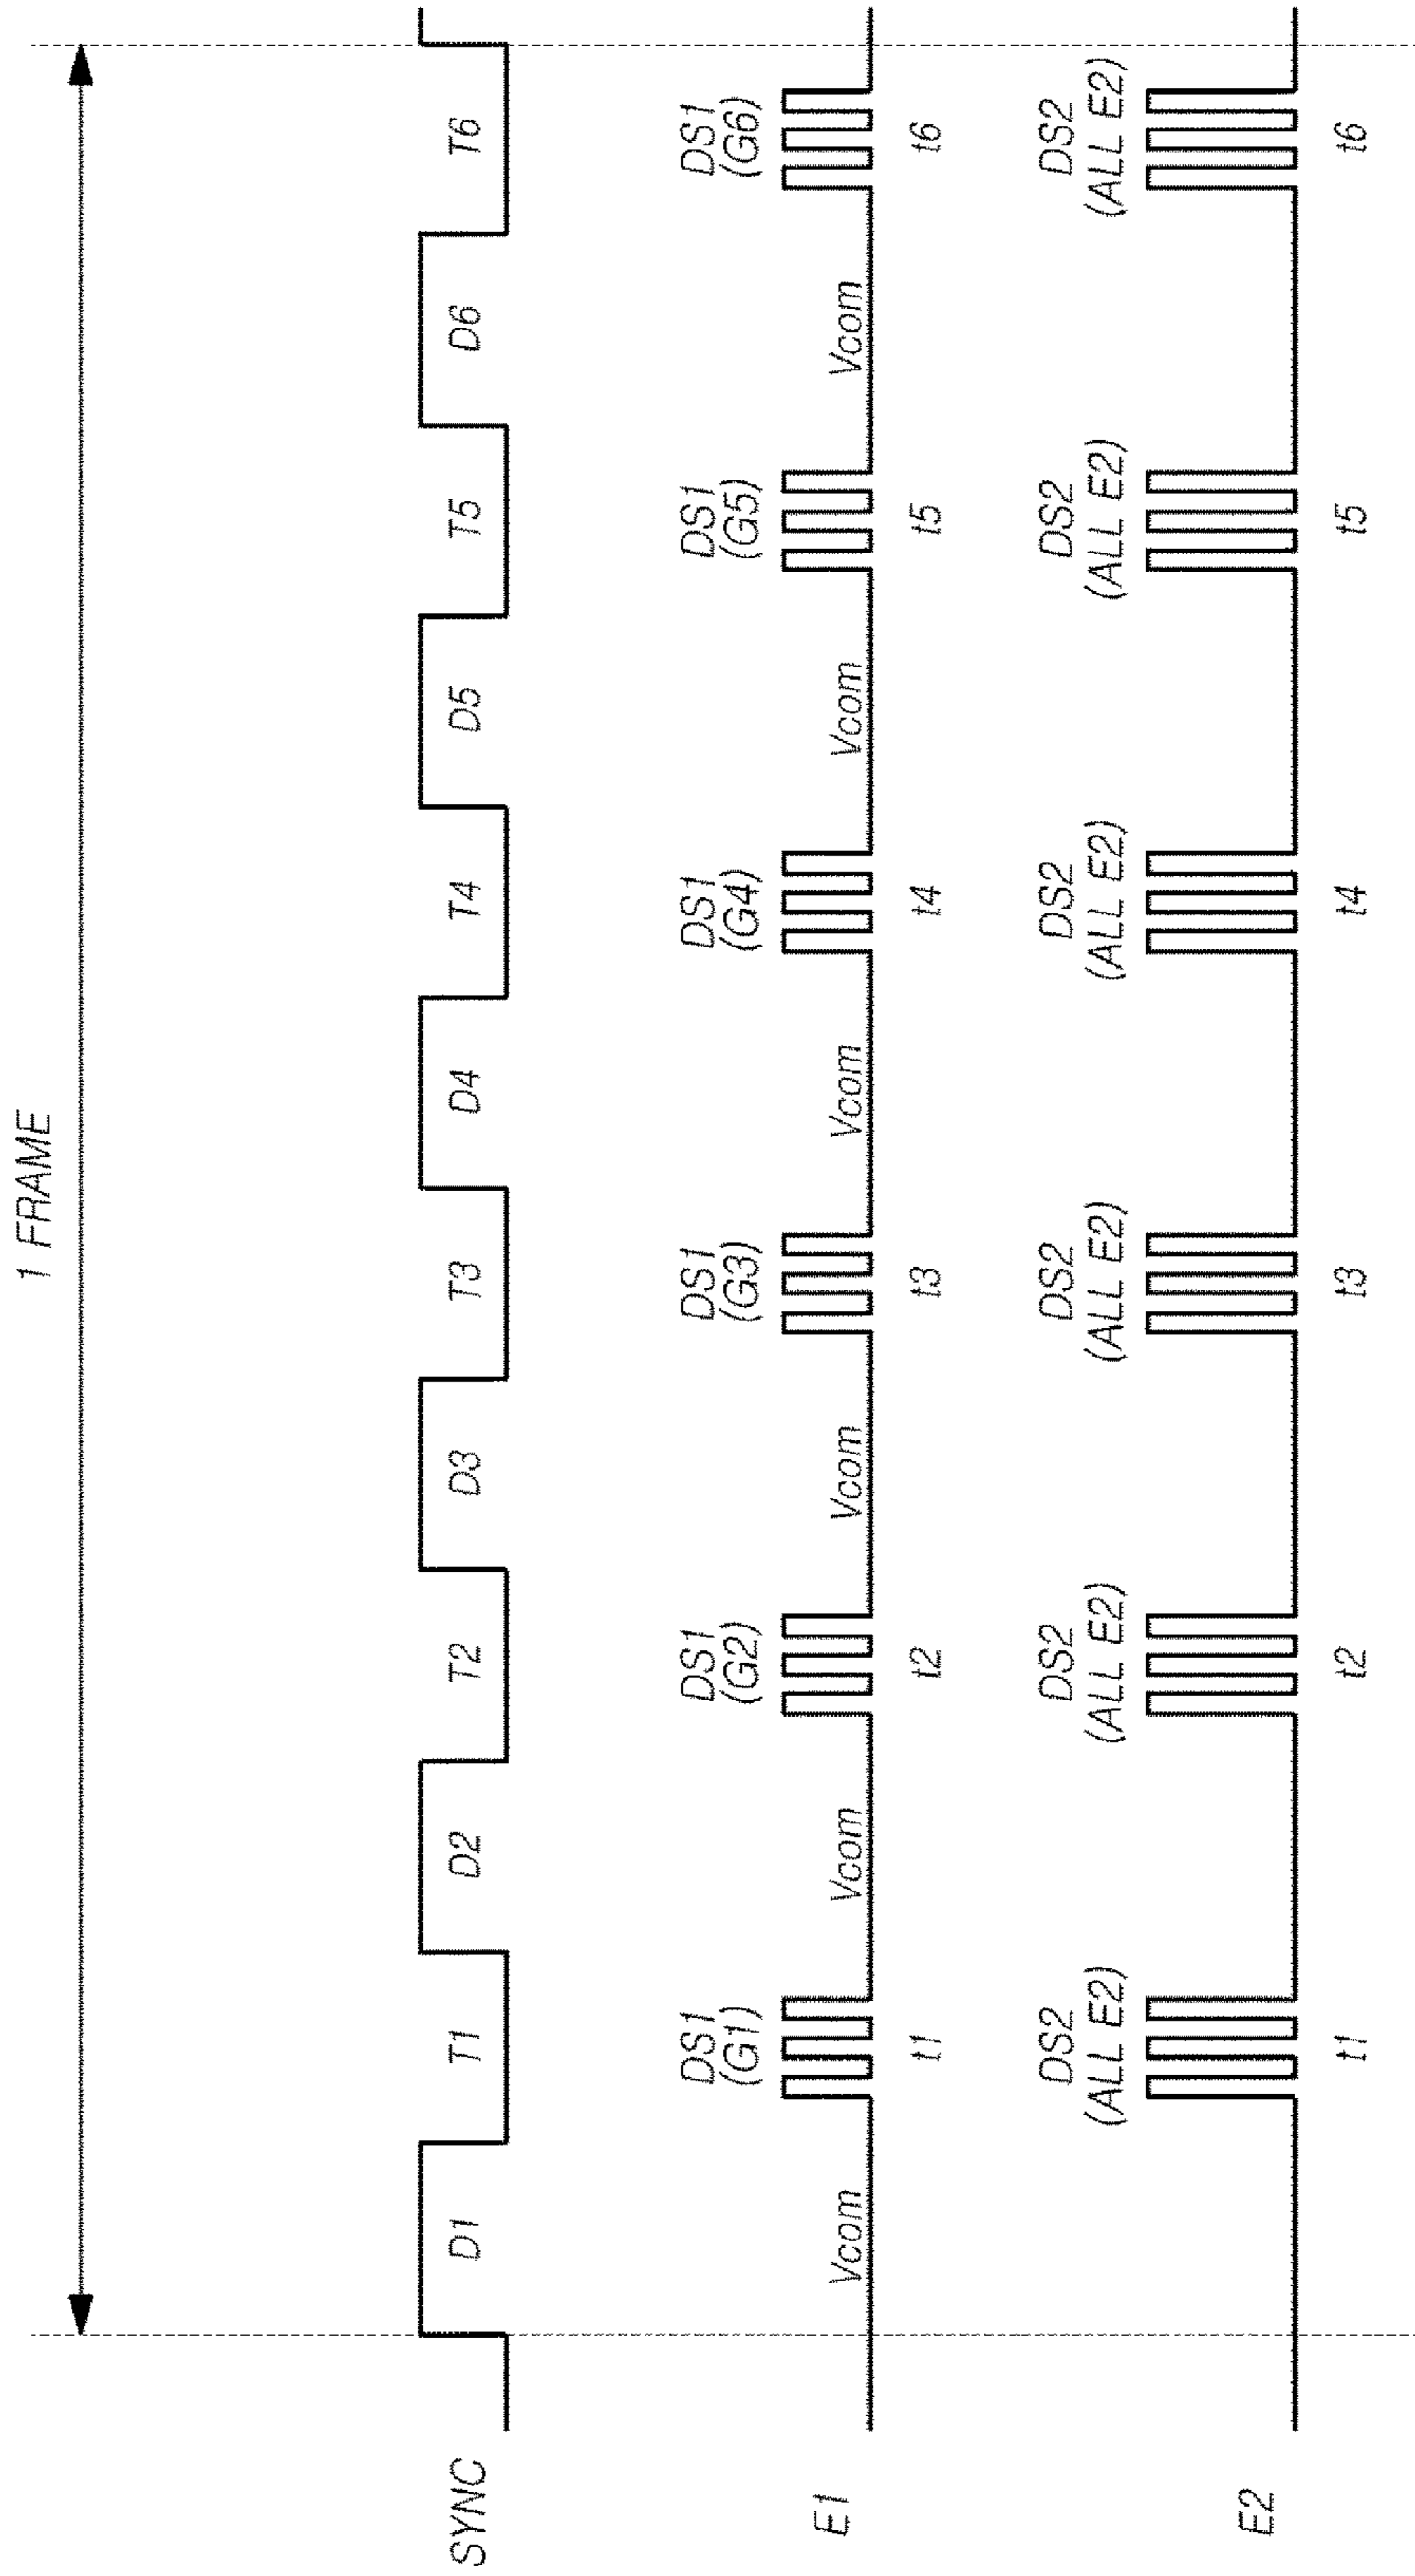 1 FRAME
SYNC
D1
T1
D2
T2
D3
T3
D4
T4
D5
T5
D6
T6
DS1
(G1)
DS1
(G2)
DS1
(G3)
DS1
(G4)
DS1
(G5)
DS1
(G6)
E1
Vcom
Vcom
Vcom
Vcom
Vcom
Vcom
t1
t2
t3
t4
t5
t6
DS2
(ALL E2)
DS2
(ALL E2)
DS2
(ALL E2)
DS2
(ALL E2)
DS2
(ALL E2)
DS2
(ALL E2)
E2
t1
t2
t3
t4
t5
t6